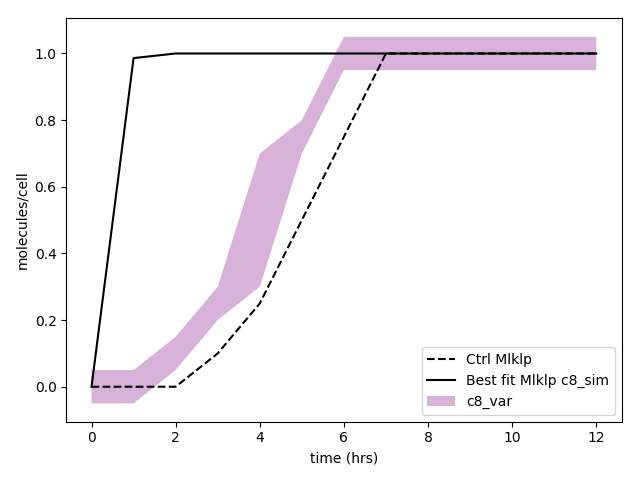 1.0
0.8
0.6
0.4
0.2
0.0
molecules/cell
Ctrl Mlklp
Best fit Mlklp c8_sim
c8_var
0 2 4 6 8 10 12
time (hrs)